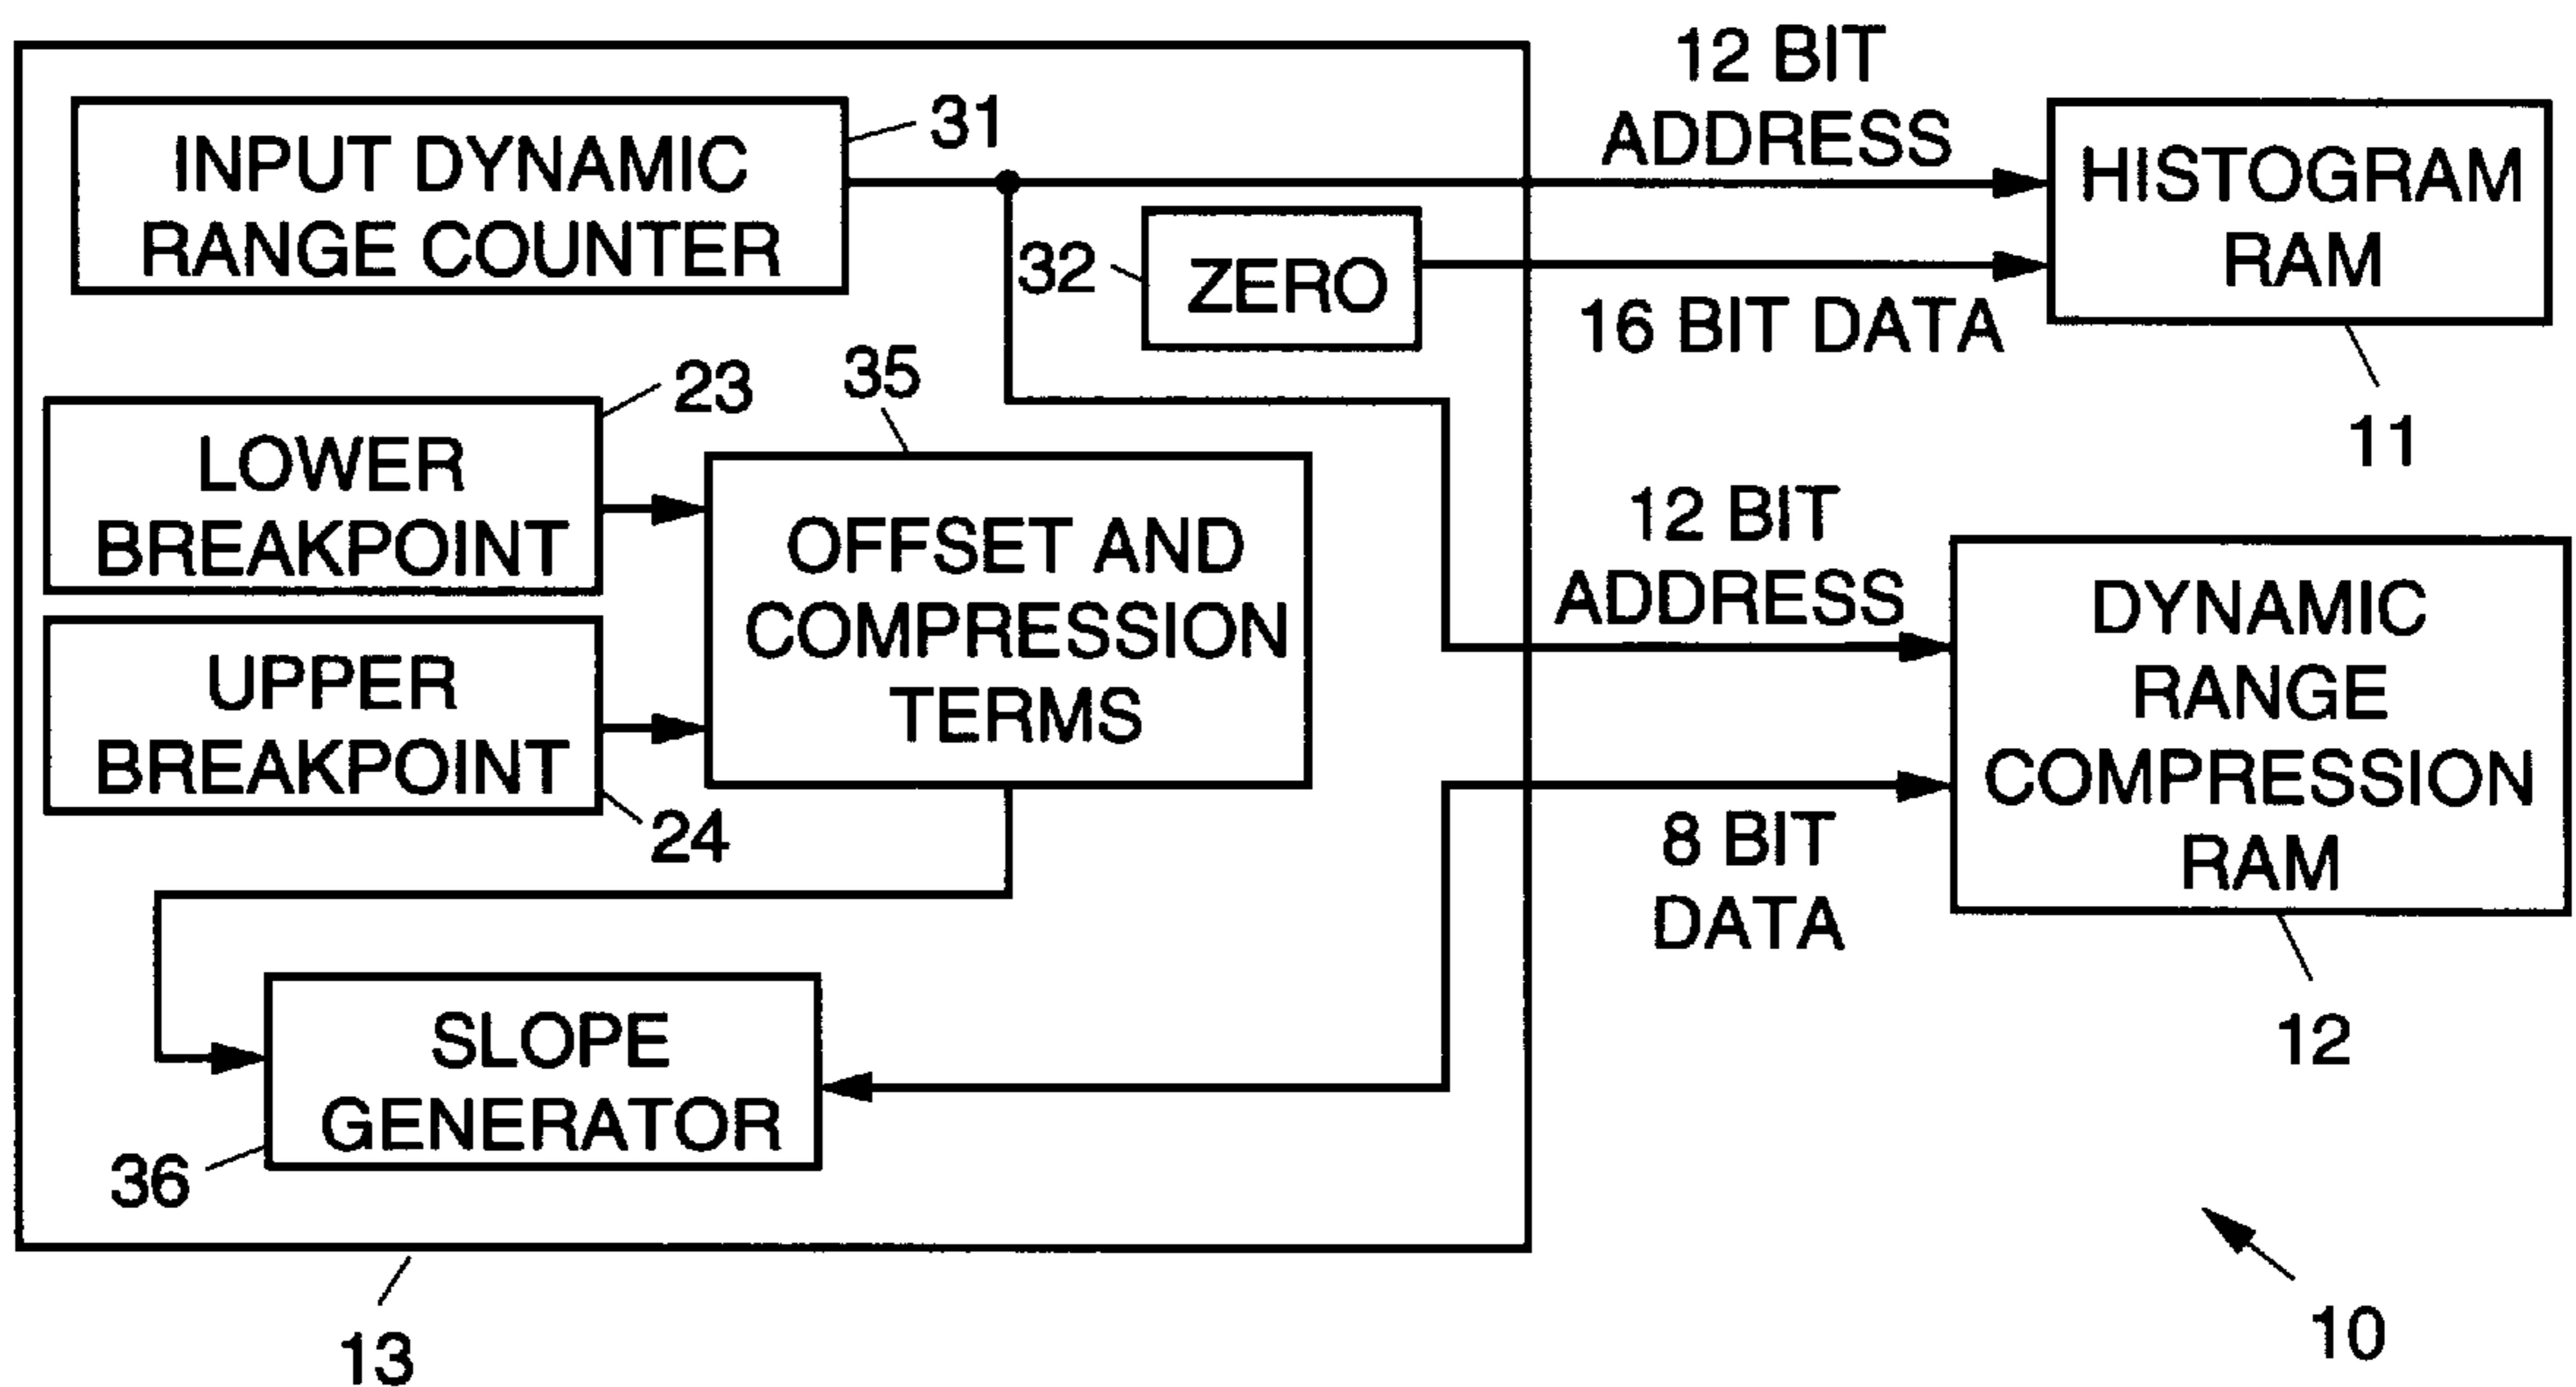 12 BIT
ADDRESS
31
INPUT DYNAMIC
RANGE COUNTER
HISTOGRAM
RAM
32
ZERO
16 BIT DATA
11
23
35
LOWER
BREAKPOINT
OFFSET AND
COMPRESSION
TERMS
12 BIT
ADDRESS
UPPER
BREAKPOINT
24
DYNAMIC
RANGE
COMPRESSION
RAM
8 BIT
DATA
12
SLOPE
GENERATOR
36
10
13